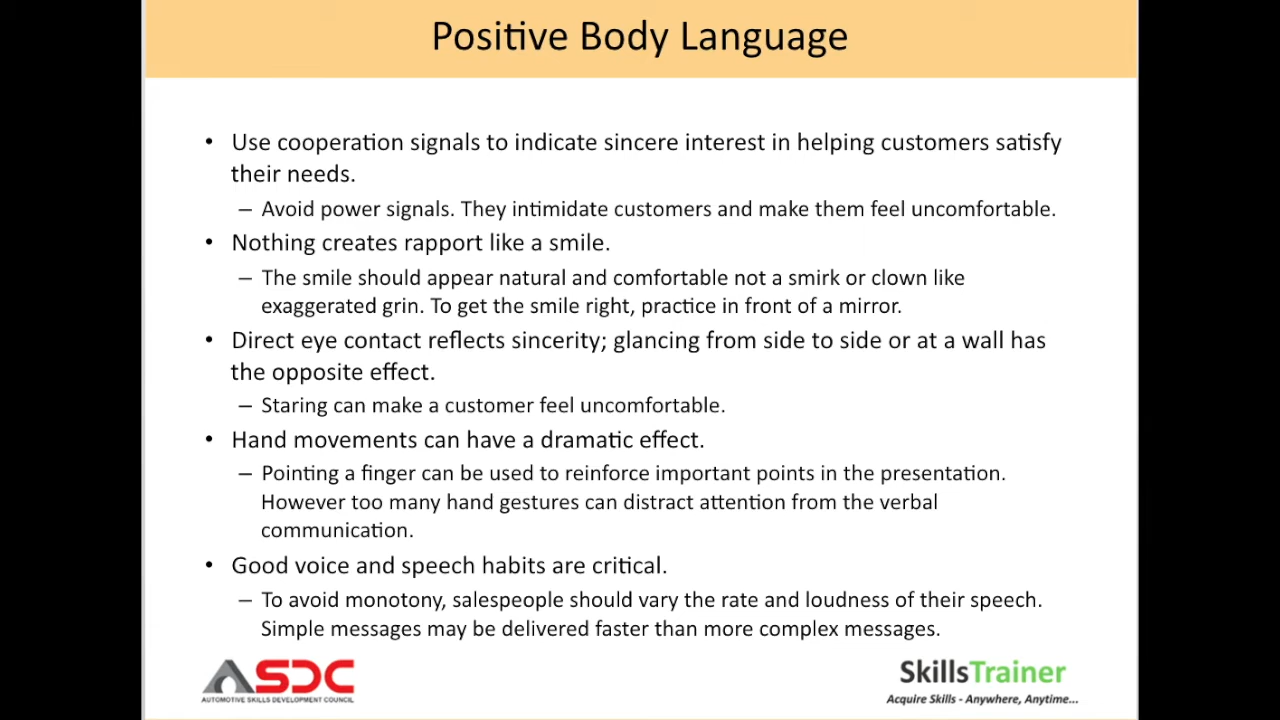 Positive Body Language
• Use cooperation signals to indicate sincere interest in helping customers satisfy
their needs.
– Avoid power signals. They intimidate customers and make them feel uncomfortable.
• Nothing creates rapport like a smile.
– The smile should appear natural and comfortable not a smirk or clown like
exaggerated grin. To get the smile right, practice in front of a mirror.
• Direct eye contact reflects sincerity; glancing from side to side or at a wall has
the opposite effect.
– Staring can make a customer feel uncomfortable.
• Hand movements can have a dramatic effect.
– Pointing a finger can be used to reinforce important points in the presentation.
However too many hand gestures can distract attention from the verbal
communication.
• Good voice and speech habits are critical.
– To avoid monotony, salespeople should vary the rate and loudness of their speech.
Simple messages may be delivered faster than more complex messages.
ASDC
AUTOMOTIVE SKILLS DEVELOPMENT COUNCIL
SkillsTrainer
Acquire Skills - Anywhere, Anytime...